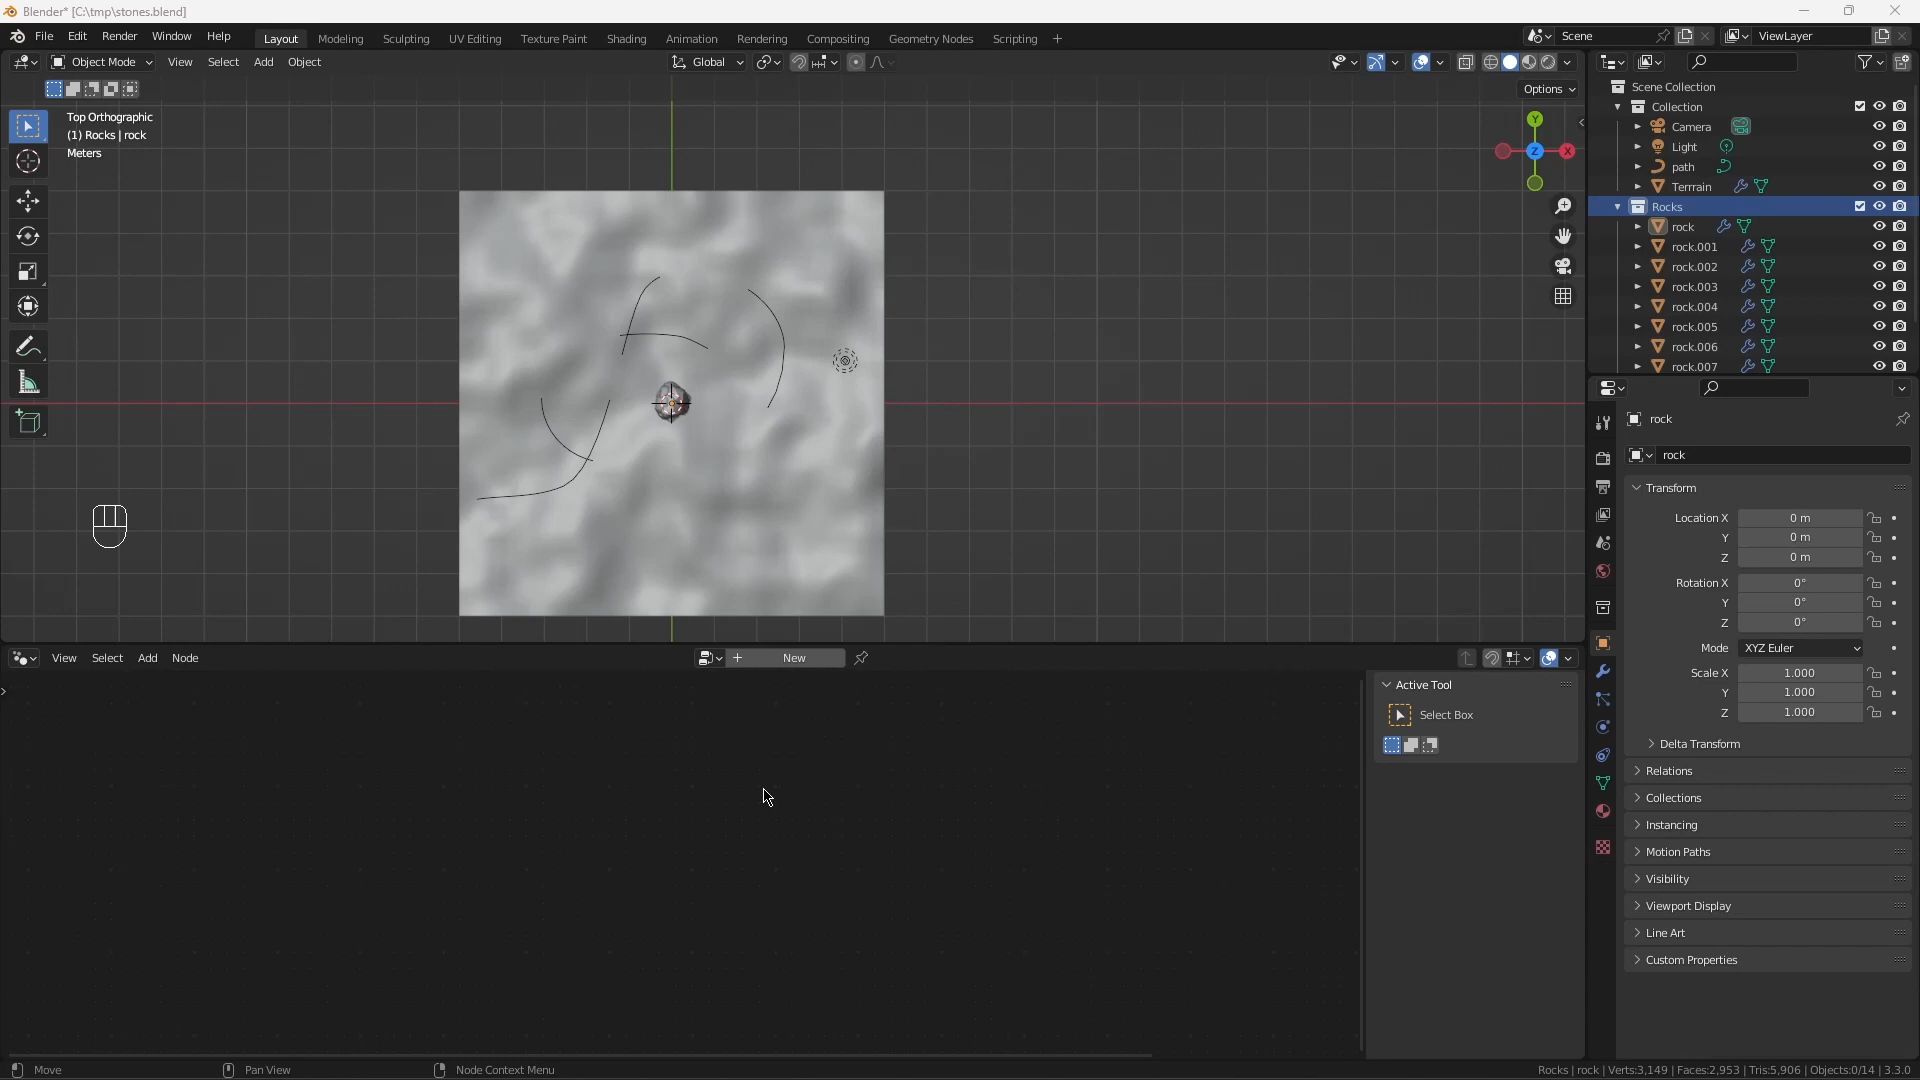 Blender* [C:\tmp\stones.blend]
File Edit Render Window Help Layout Modeling Sculpting UV Editing Texture Paint Shading Animation Rendering Compositing Geometry Nodes Scripting + Scene ViewLayer
Object Mode View Select Add Object Global
Options
Top Orthographic
(1) Rocks | rock
Meters
Y
Z
X
Scene Collection
Collection
Camera
Light
path
Terrrain
Rocks
rock
rock.001
rock.002
rock.003
rock.004
rock.005
rock.006
rock.007
rock
rock
Transform
Location X 0 m
Y 0 m
Z 0 m
Rotation X 0°
Y 0°
Z 0°
Mode XYZ Euler
Scale X 1.000
Y 1.000
Z 1.000
Delta Transform
Relations
Collections
Instancing
Motion Paths
Visibility
Viewport Display
Line Art
Custom Properties
View Select Add Node + New
Active Tool
Select Box
Move Pan View Node Context Menu Rocks | rock | Verts:3,149 | Faces:2,953 | Tris:5,906 | Objects:0/14 | 3.3.0